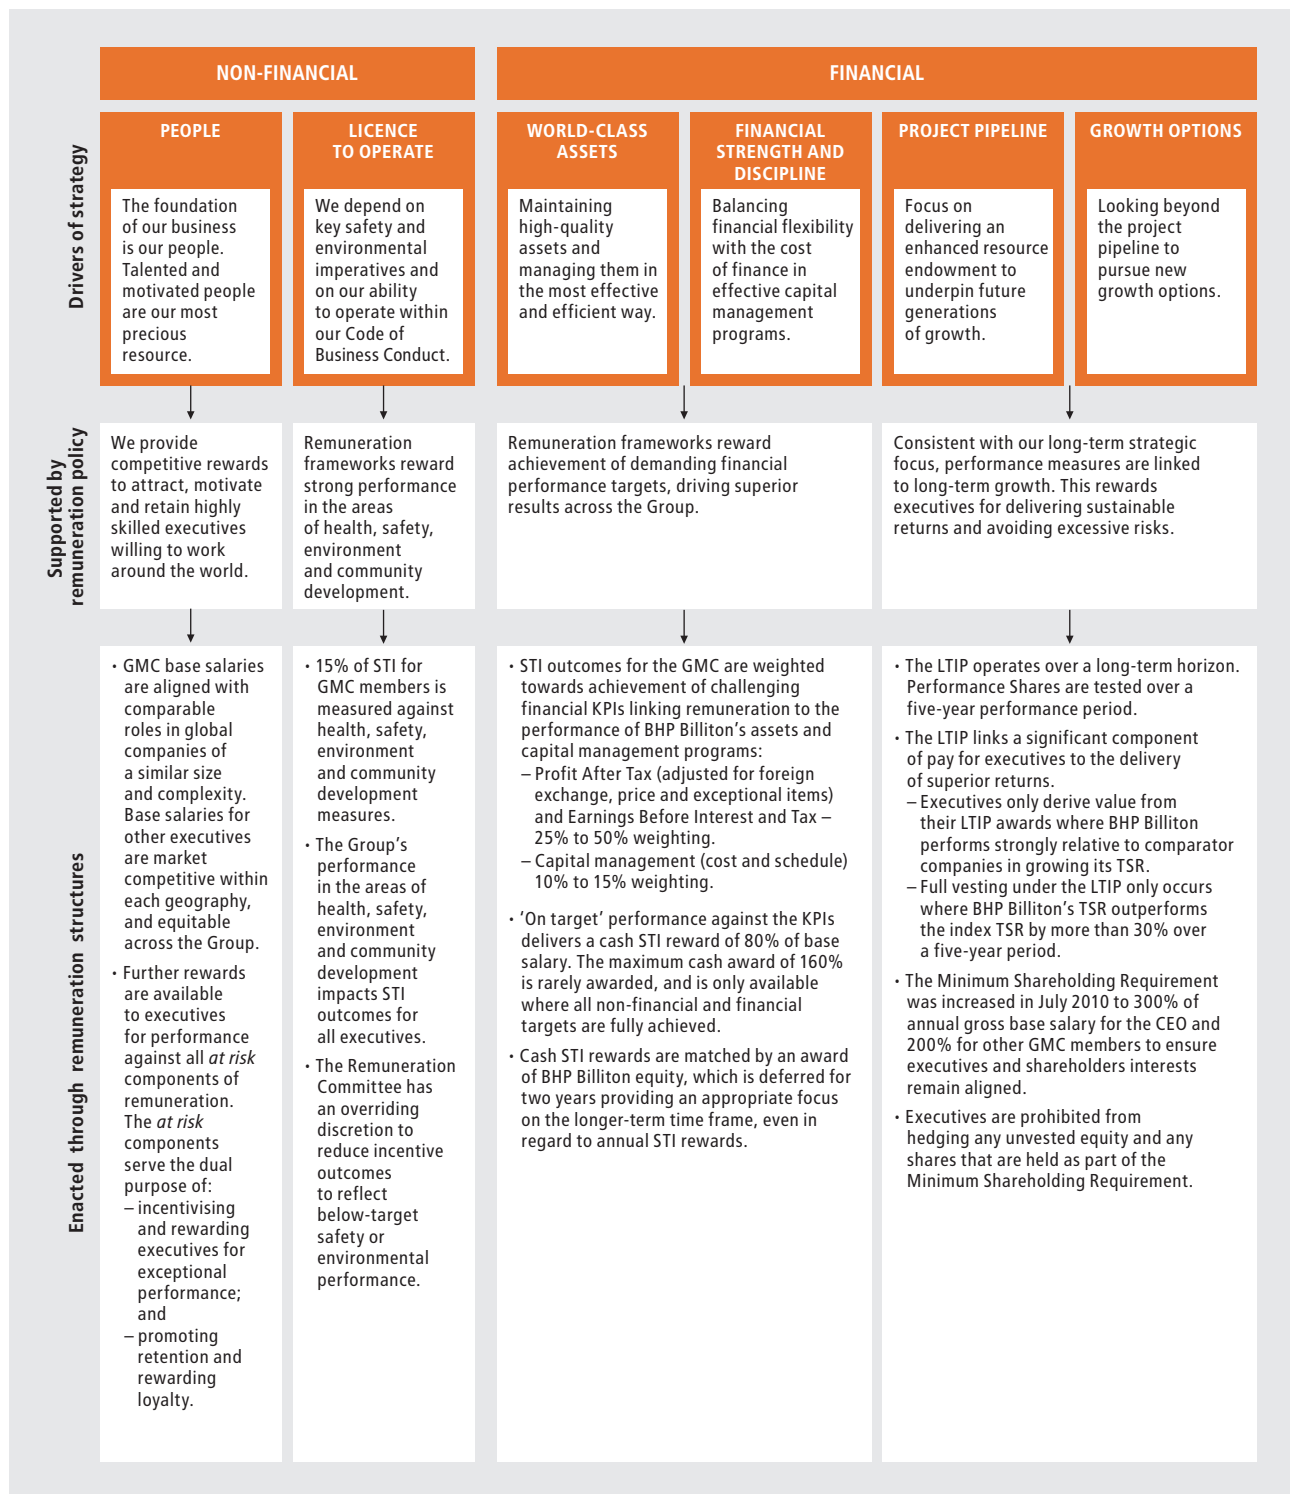 NON-FINANCIAL
FINANCIAL
Drivers of strategy
PEOPLE
The foundation
of our business
is our people.
Talented and
motivated people
are our most
precious
resource.
LICENCE
TO OPERATE
We depend on
key safety and
environmental
imperatives and
on our ability
to operate within
our Code of
Business Conduct.
WORLD-CLASS
ASSETS
Maintaining
high-quality
assets and
managing them in
the most effective
and efficient way.
FINANCIAL
STRENGTH AND
DISCIPLINE
Balancing
financial flexibility
with the cost
of finance in
effective capital
management
programs.
PROJECT PIPELINE
Focus on
delivering an
enhanced resource
endowment to
underpin future
generations
of growth.
GROWTH OPTIONS
Looking beyond
the project
pipeline to
pursue new
growth options.
Supported by
remuneration policy
We provide
competitive rewards
to attract, motivate
and retain highly
skilled executives
willing to work
around the world.
Remuneration
frameworks reward
strong performance
in the areas
of health, safety,
environment
and community
development.
Remuneration frameworks reward
achievement of demanding financial
performance targets, driving superior
results across the Group.
Consistent with our long-term strategic
focus, performance measures are linked
to long-term growth. This rewards
executives for delivering sustainable
returns and avoiding excessive risks.
Enacted through remuneration structures
• GMC base salaries
are aligned with
comparable
roles in global
companies of
a similar size
and complexity.
Base salaries for
other executives
are market
competitive within
each geography,
and equitable
across the Group.
• Further rewards
are available
to executives
for performance
against all at risk
components of
remuneration.
The at risk
components
serve the dual
purpose of:
– incentivising
and rewarding
executives for
exceptional
performance;
and
– promoting
retention and
rewarding
loyalty.
• 15% of STI for
GMC members is
measured against
health, safety,
environment
and community
development
measures.
• The Group's
performance
in the areas of
health, safety,
environment
and community
development
impacts STI
outcomes for
all executives.
• The Remuneration
Committee has
an overriding
discretion to
reduce incentive
outcomes
to reflect
below-target
safety or
environmental
performance.
• STI outcomes for the GMC are weighted
towards achievement of challenging
financial KPIs linking remuneration to the
performance of BHP Billiton's assets and
capital management programs:
– Profit After Tax (adjusted for foreign
exchange, price and exceptional items)
and Earnings Before Interest and Tax –
25% to 50% weighting.
– Capital management (cost and schedule)
10% to 15% weighting.
• 'On target' performance against the KPIs
delivers a cash STI reward of 80% of base
salary. The maximum cash award of 160%
is rarely awarded, and is only available
where all non-financial and financial
targets are fully achieved.
• Cash STI rewards are matched by an award
of BHP Billiton equity, which is deferred for
two years providing an appropriate focus
on the longer-term time frame, even in
regard to annual STI rewards.
• The LTIP operates over a long-term horizon.
Performance Shares are tested over a
five-year performance period.
• The LTIP links a significant component
of pay for executives to the delivery
of superior returns.
– Executives only derive value from
their LTIP awards where BHP Billiton
performs strongly relative to comparator
companies in growing its TSR.
– Full vesting under the LTIP only occurs
where BHP Billiton's TSR outperforms
the index TSR by more than 30% over
a five-year period.
• The Minimum Shareholding Requirement
was increased in July 2010 to 300% of
annual gross base salary for the CEO and
200% for other GMC members to ensure
executives and shareholders interests
remain aligned.
• Executives are prohibited from
hedging any unvested equity and any
shares that are held as part of the
Minimum Shareholding Requirement.